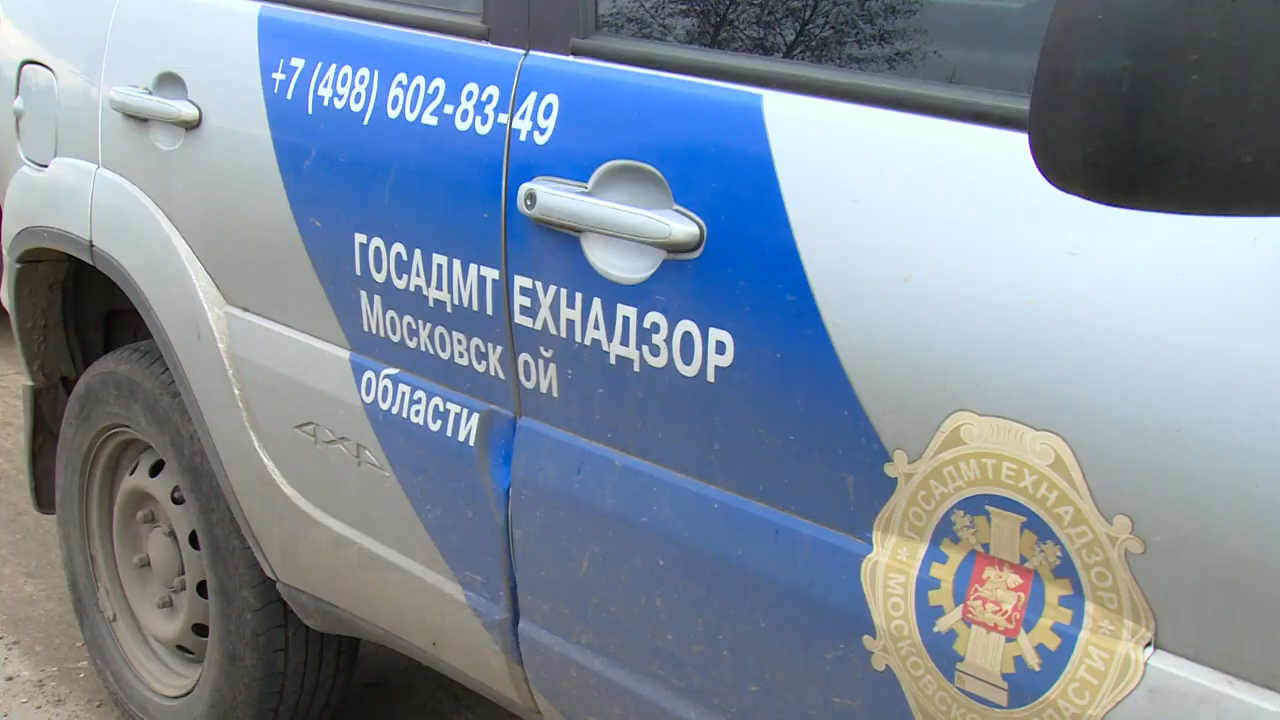 +7 (498) 602-83-49
ГОСАДМТЕХНАДЗОР
Московской
области
4x4
* ГОСАДМТЕХНАДЗОР *
МОСКОВСКОЙ ОБЛАСТИ